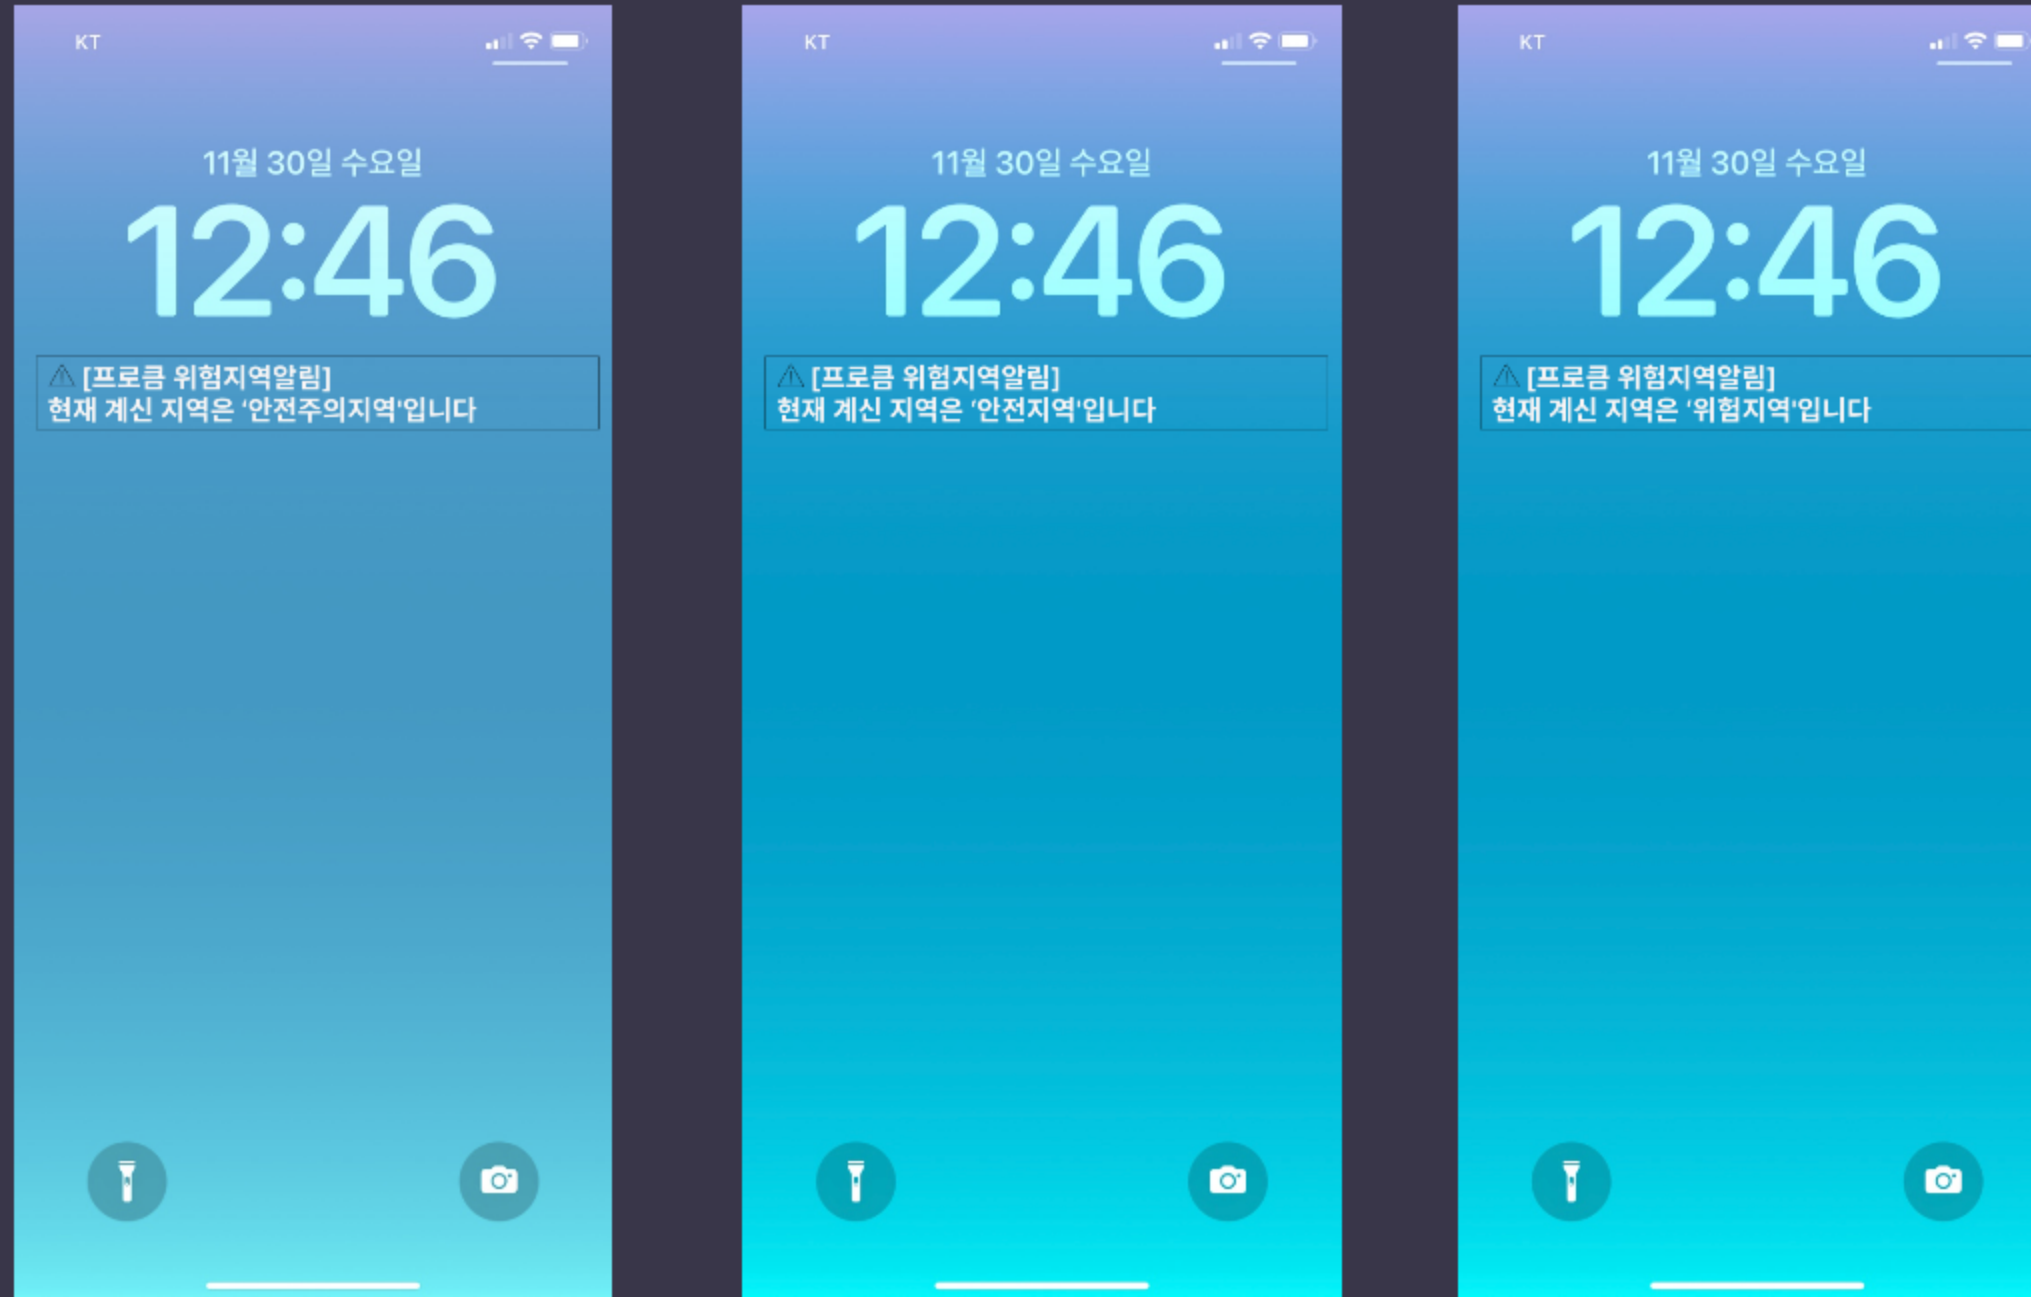 KT
11월 30일 수요일
12:46
⚠ [프로큼 위험지역알림]
현재 계신 지역은 ‘안전주의지역'입니다
KT
11월 30일 수요일
12:46
⚠ [프로큼 위험지역알림]
현재 계신 지역은 ‘안전지역'입니다
KT
11월 30일 수요일
12:46
⚠ [프로큼 위험지역알림]
현재 계신 지역은 ‘위험지역'입니다